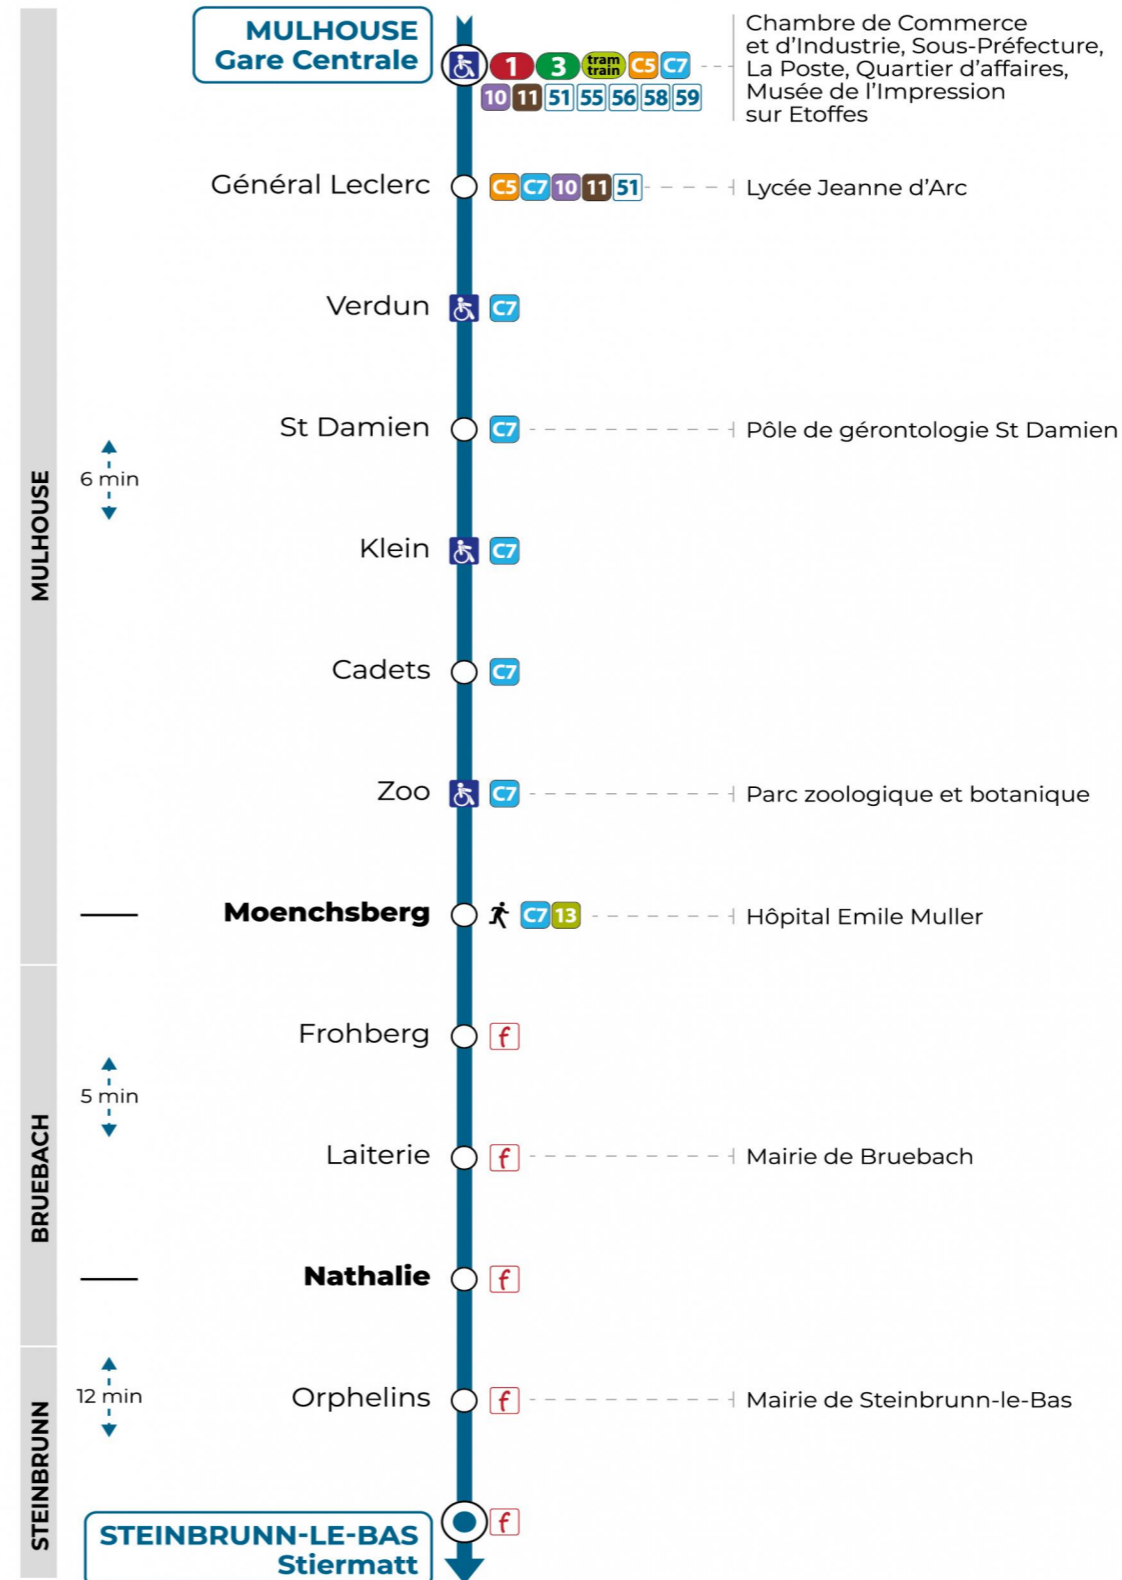 MULHOUSE
Gare Centrale
1 3 tram train C5 C7
10 11 51 55 56 58 59
Chambre de Commerce
et d'Industrie, Sous-Préfecture,
La Poste, Quartier d'affaires,
Musée de l'Impression
sur Etoffes
Général Leclerc C5 C7 10 11 51 Lycée Jeanne d'Arc
Verdun C7
St Damien C7 Pôle de gérontologie St Damien
6 min
MULHOUSE
Klein C7
Cadets C7
Zoo C7 Parc zoologique et botanique
Moenchsberg C7 13 Hôpital Emile Muller
Frohberg f
5 min
BRUEBACH
Laiterie f Mairie de Bruebach
Nathalie f
12 min
Orphelins f Mairie de Steinbrunn-le-Bas
STEINBRUNN
f
STEINBRUNN-LE-BAS
Stiermatt